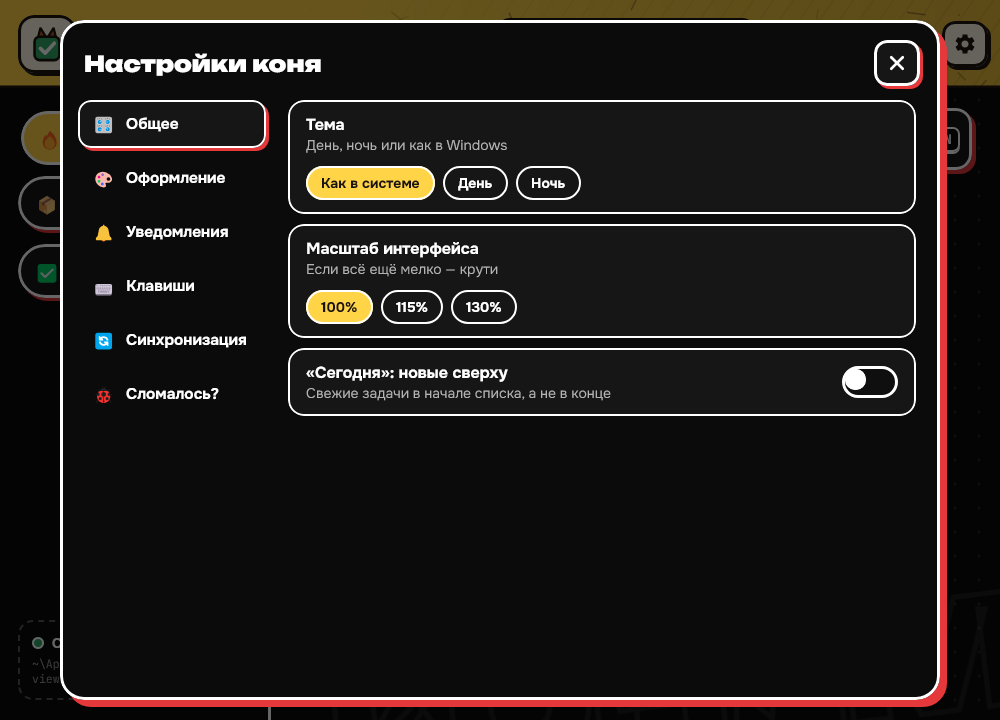 Настройки коня
Общее
Оформление
Уведомления
Клавиши
Синхронизация
Сломалось?
Тема
День, ночь или как в Windows
Как в системе
День
Ночь
Масштаб интерфейса
Если всё ещё мелко — крути
100%
115%
130%
«Сегодня»: новые сверху
Свежие задачи в начале списка, а не в конце